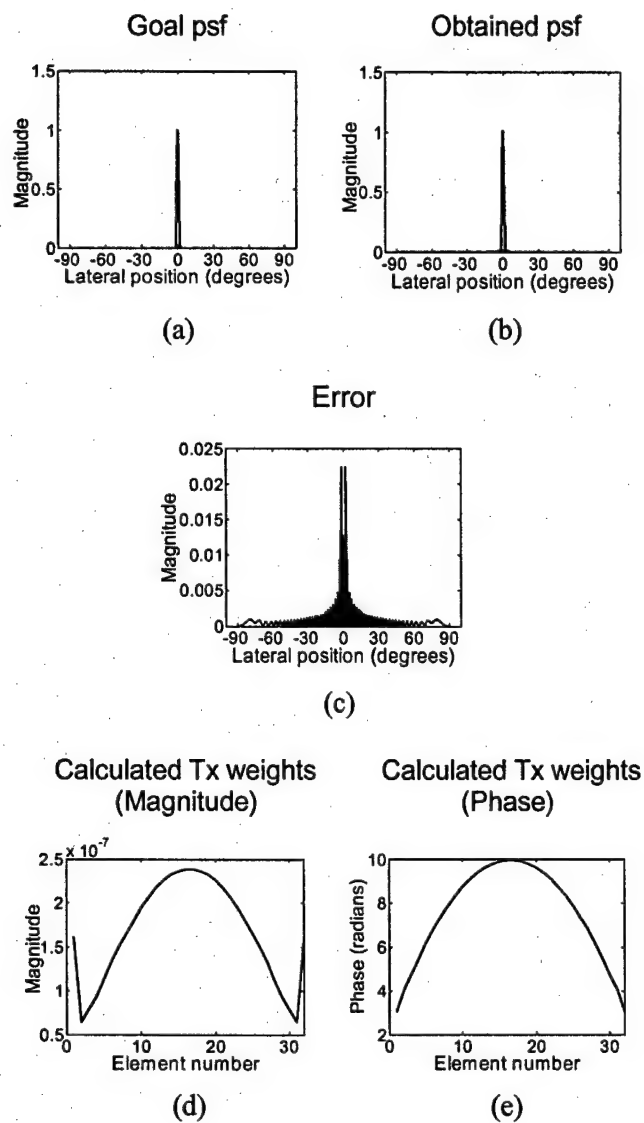 Goal psf
Obtained psf
1.5
1
0.5
0
Magnitude
-90 -60 -30 0 30 60 90
Lateral position (degrees)
(a)
1.5
1
0.5
0
Magnitude
-90 -60 -30 0 30 60 90
Lateral position (degrees)
(b)
Error
0.025
0.02
0.015
0.01
0.005
0
Magnitude
-90 -60 -30 0 30 60 90
Lateral position (degrees)
(c)
Calculated Tx weights
(Magnitude)
x 10-7
2.5
2
1.5
1
0.5
Magnitude
0 10 20 30
Element number
(d)
Calculated Tx weights
(Phase)
10
8
6
4
2
Phase (radians)
0 10 20 30
Element number
(e)